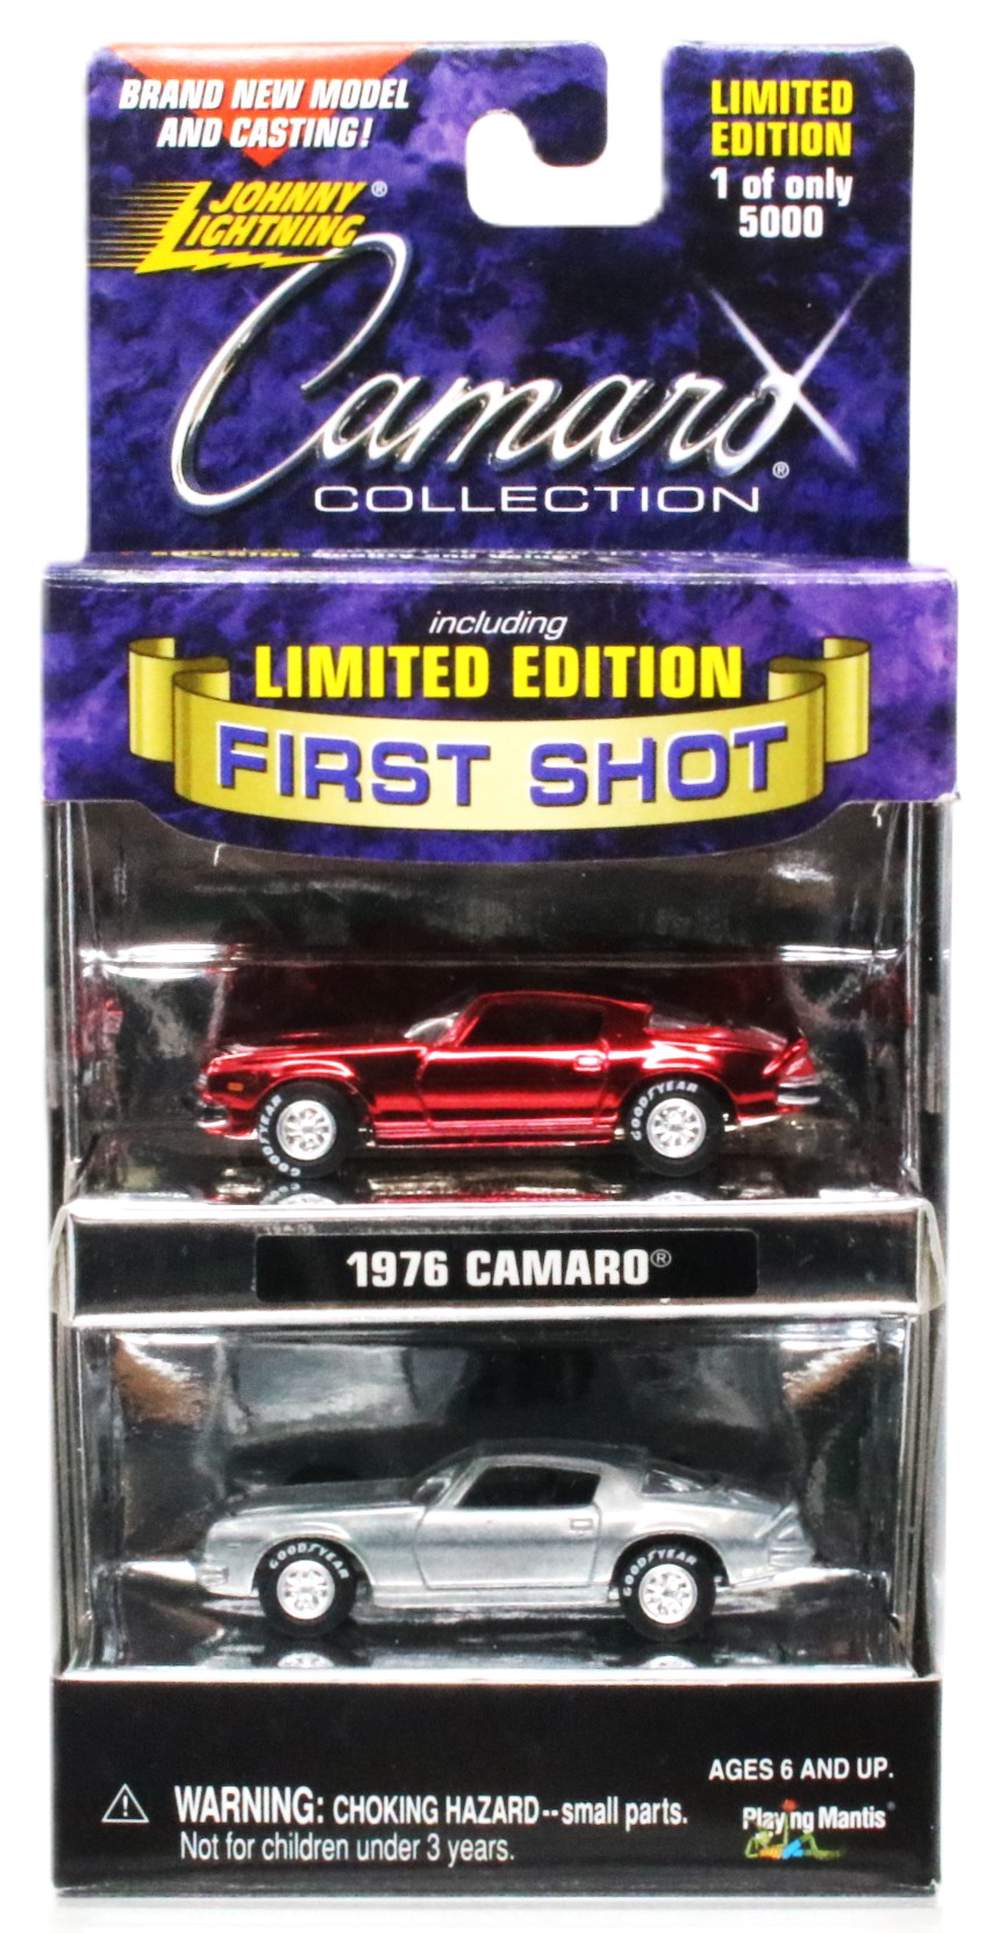 BRAND NEW MODEL
AND CASTING!
LIMITED
EDITION
1 of only
5000
JOHNNY
LIGHTNING®
Camaro®
COLLECTION
including
LIMITED EDITION
FIRST SHOT
GOODYEAR
GOODYEAR
1976 CAMARO®
GOODYEAR
GOODYEAR
AGES 6 AND UP.
WARNING: CHOKING HAZARD--small parts.
Not for children under 3 years.
Playing Mantis®